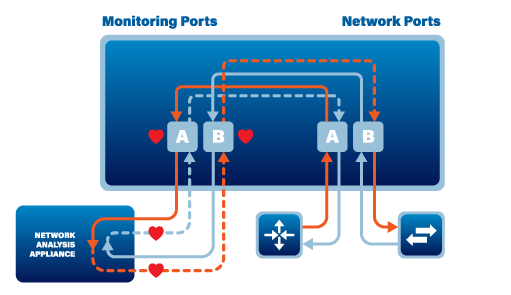 Monitoring Ports
Network Ports
A
B
A
B
NETWORK
ANALYSIS
APPLIANCE